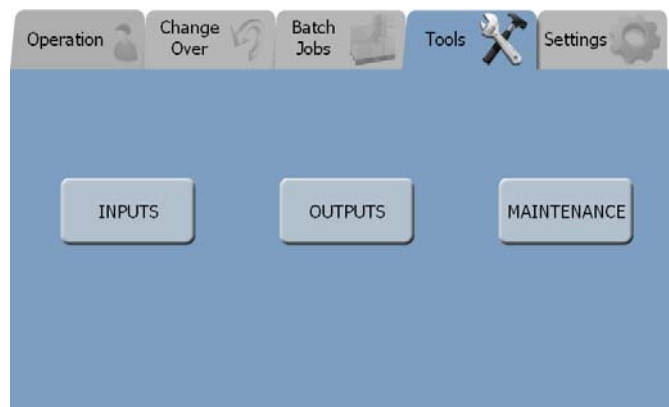 Operation
Change
Over
Batch
Jobs
Tools
Settings
INPUTS
OUTPUTS
MAINTENANCE